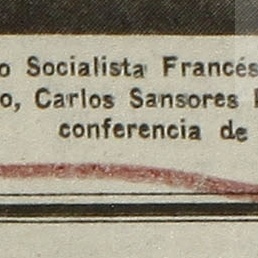 o Socialista Francés
o, Carlos Sansores
conferencia de